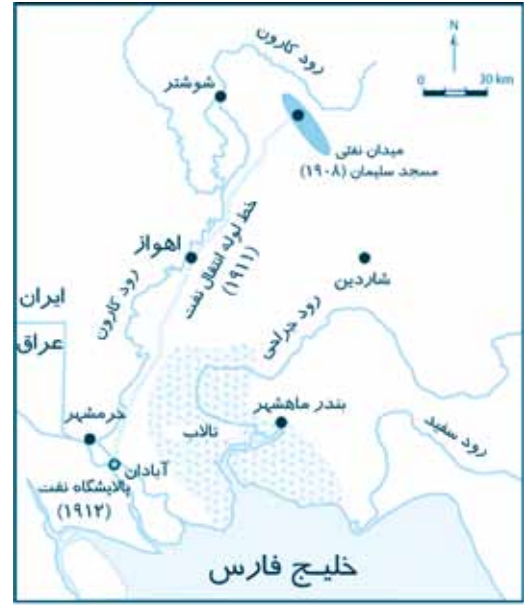 N
0 30 km
رود کارون
شوشتر
میدان نفتی
مسجد سلیمان (۱۹۰۸)
خط لوله انتقال نفت
(۱۹۱۱)
اهواز
شاردین
رود کارون
رود جراحی
ایران
عراق
بندر ماهشهر
رود سفید
خرمشهر
تالاب
آبادان
پالایشگاه نفت
(۱۹۱۲)
خلیج فارس